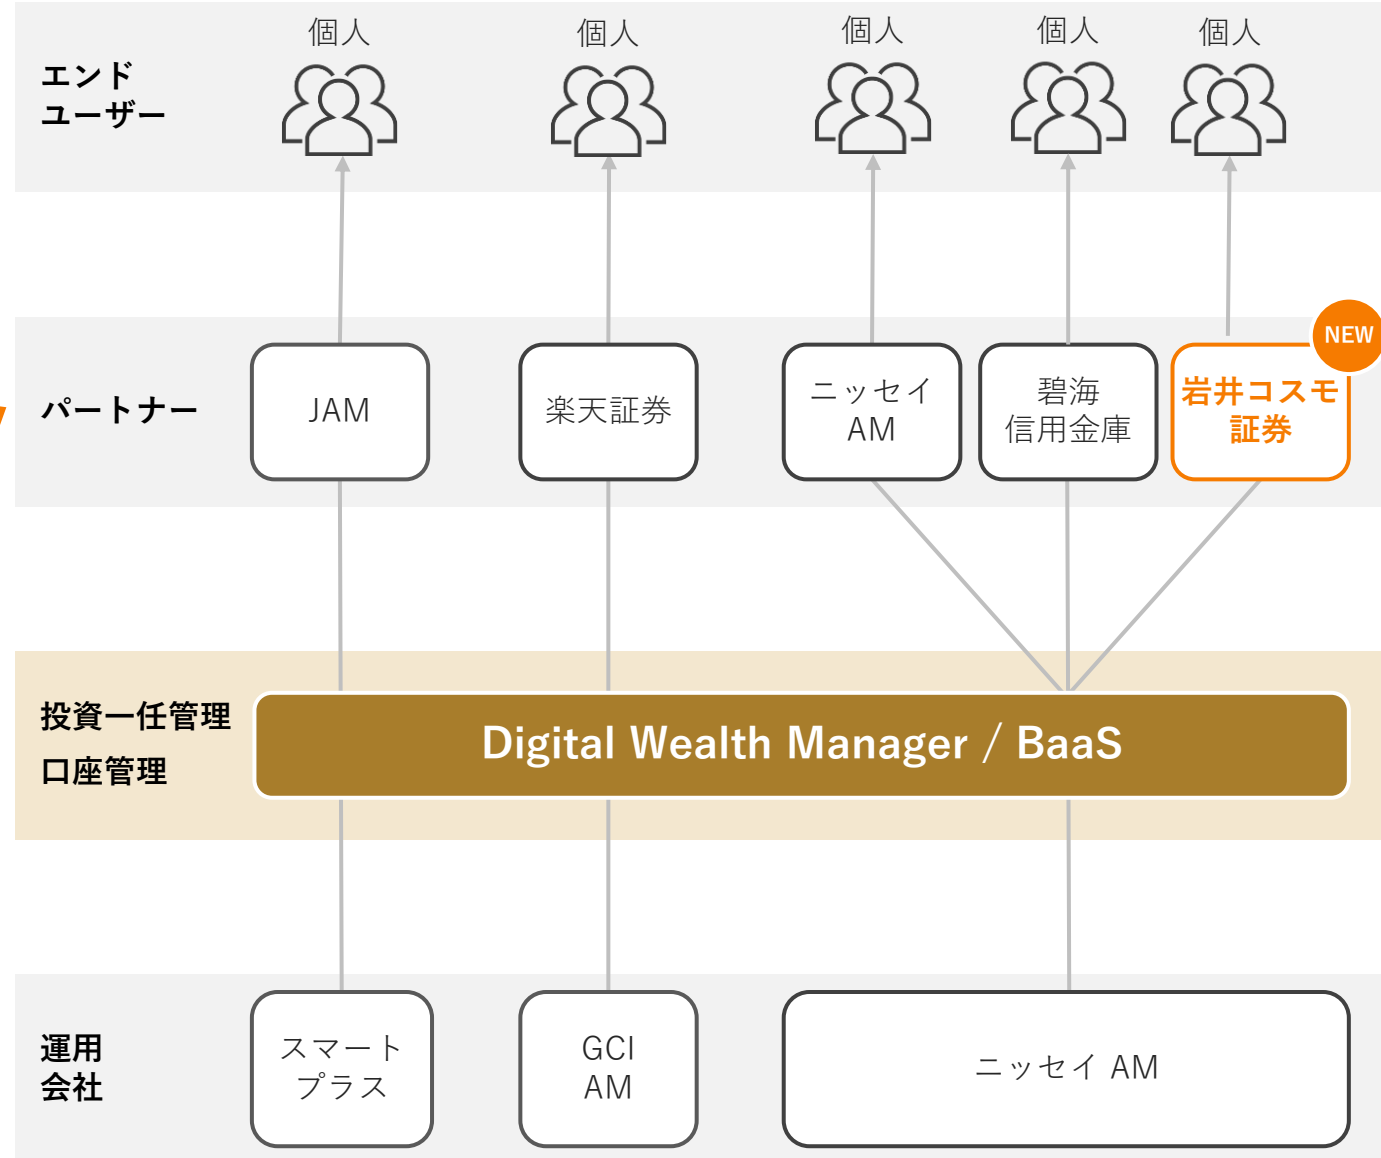 個人
個人
個人
個人
個人
エンド
ユーザー
NEW
パートナー
JAM
楽天証券
ニッセイ
AM
碧海
信用金庫
岩井コスモ
証券
投資一任管理
口座管理
Digital Wealth Manager / BaaS
運用
会社
スマート
プラス
GCI
AM
ニッセイ AM